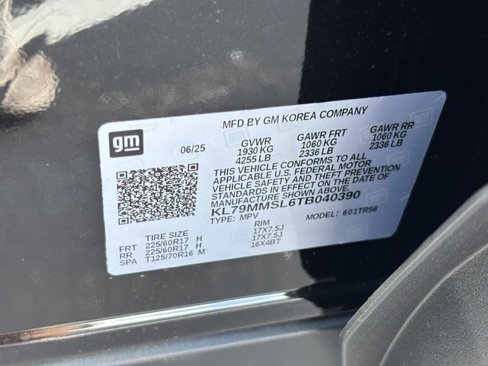 MFD BY GM KOREA COMPANY
gm
06/25 GVWR GAWR FRT GAWR RR
1930 KG 1060 KG 1060 KG
4255 LB 2336 LB 2336 LB
THIS VEHICLE CONFORMS TO ALL
APPLICABLE U.S. FEDERAL MOTOR
VEHICLE SAFETY AND THEFT
PREVENTION STANDARDS IN
EFFECT ON THE DATE OF
MANUFACTURE SHOWN ABOVE.
KL79MMSL6TB040390
TYPE: MPV MODEL: 601TR56
TIRE SIZE RIM
FRT 225/60R17 H 17X7.5J
RR 225/60R17 H 17X7.5J
SPA T125/70R16 M 16X4BT